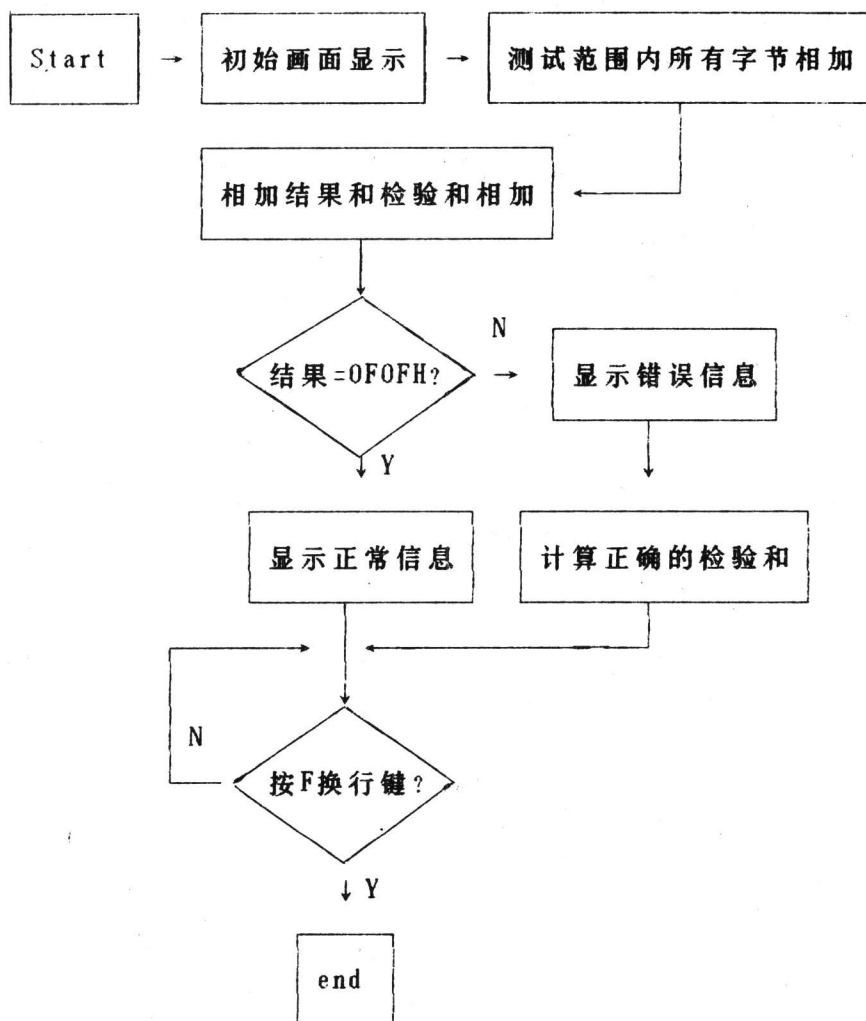 Start → 初始画面显示 → 测试范围内所有字节相加
相加结果和检验和相加
N
结果=0F0FH? → 显示错误信息
Y
显示正常信息 计算正确的检验和
N
按F换行键?
Y
end